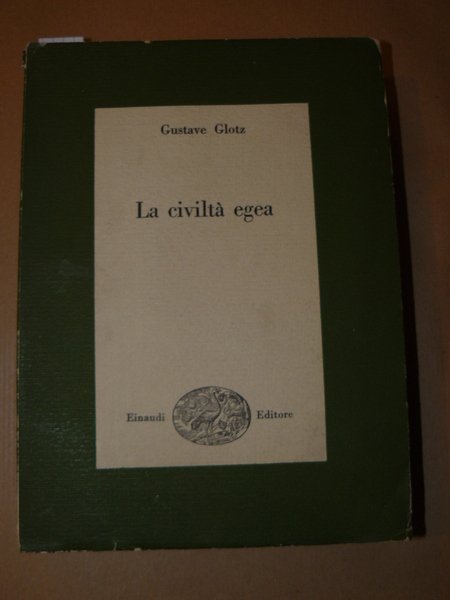 Gustave Glotz
La civiltà egea
Einaudi Editore